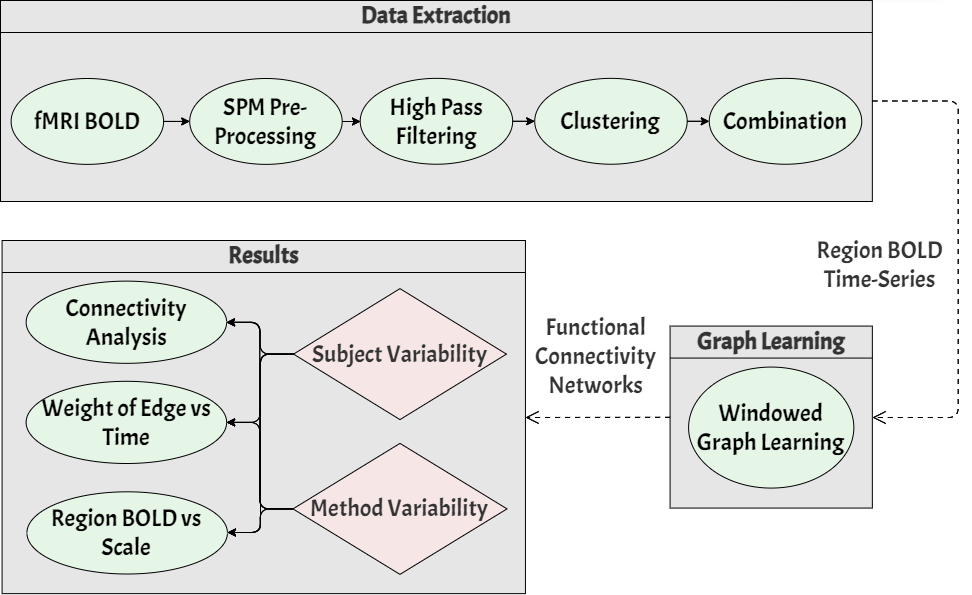 Data Extraction
fMRI BOLD
SPM Pre-
Processing
High Pass
Filtering
Clustering
Combination
Region BOLD
Time-Series
Graph Learning
Windowed
Graph Learning
Functional
Connectivity
Networks
Results
Connectivity
Analysis
Subject Variability
Weight of Edge vs
Time
Method Variability
Region BOLD vs
Scale